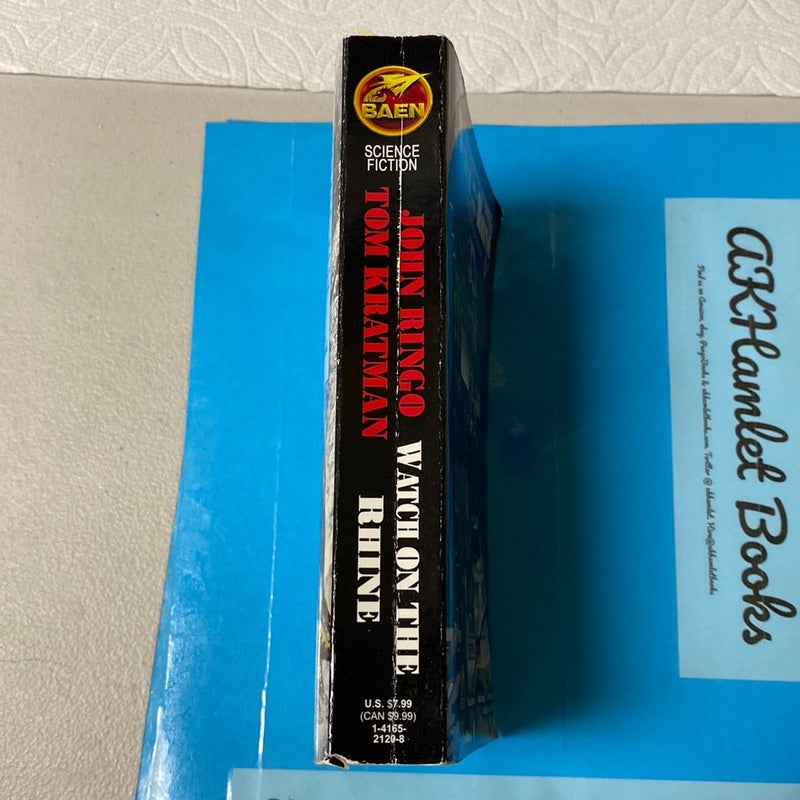 BAEN
SCIENCE
FICTION
JOHN RINGO
TOM KRATMAN
WATCH ON THE
RHINE
U.S. $7.99
(CAN $9.99)
1-4165-
2120-8
AKHamlet Books